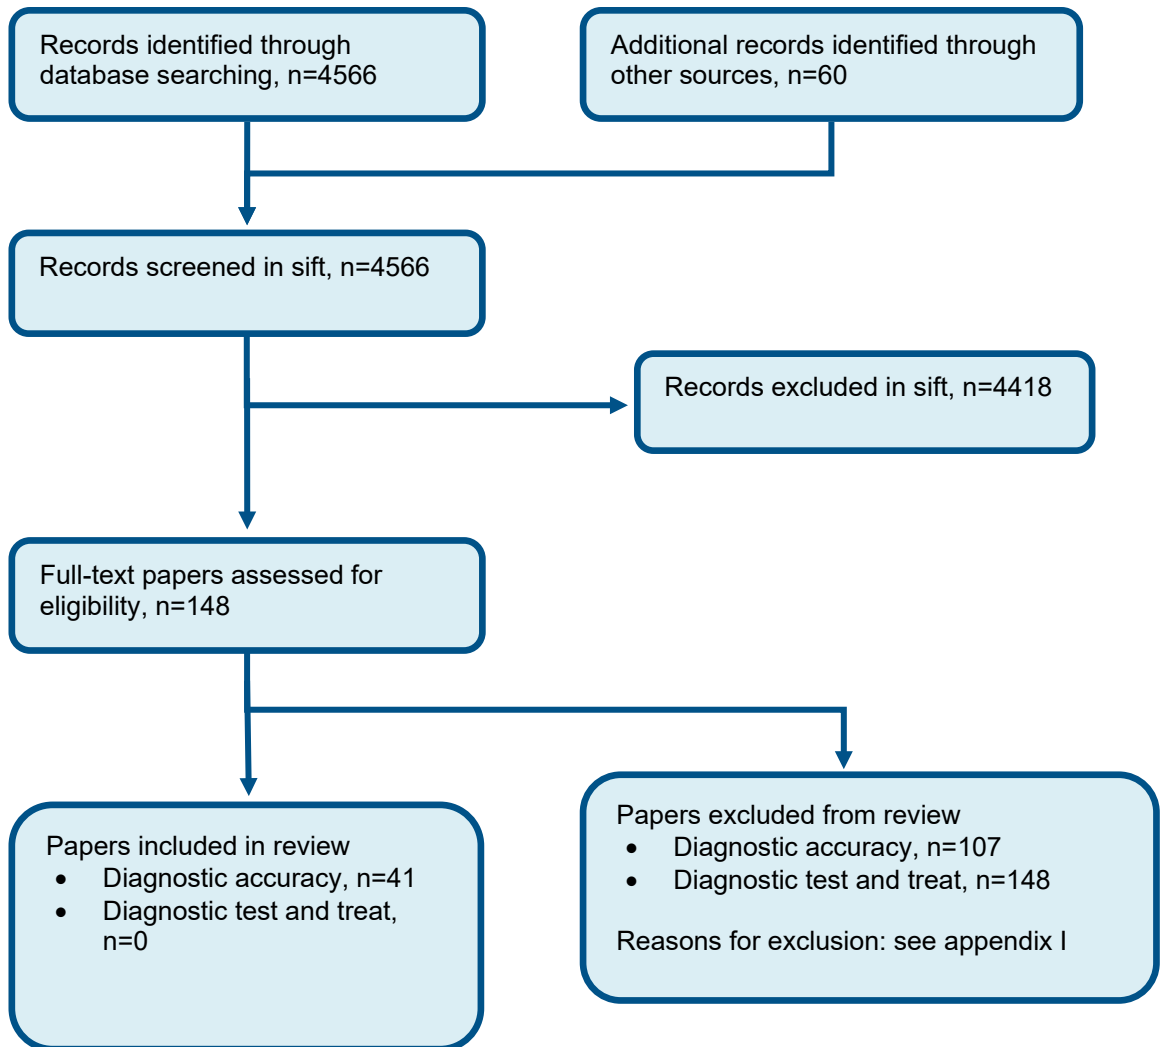 Records identified through
database searching, n=4566
Additional records identified through
other sources, n=60
Records screened in sift, n=4566
Records excluded in sift, n=4418
Full-text papers assessed for
eligibility, n=148
Papers included in review
• Diagnostic accuracy, n=41
• Diagnostic test and treat,
n=0
Papers excluded from review
• Diagnostic accuracy, n=107
• Diagnostic test and treat, n=148
Reasons for exclusion: see appendix I